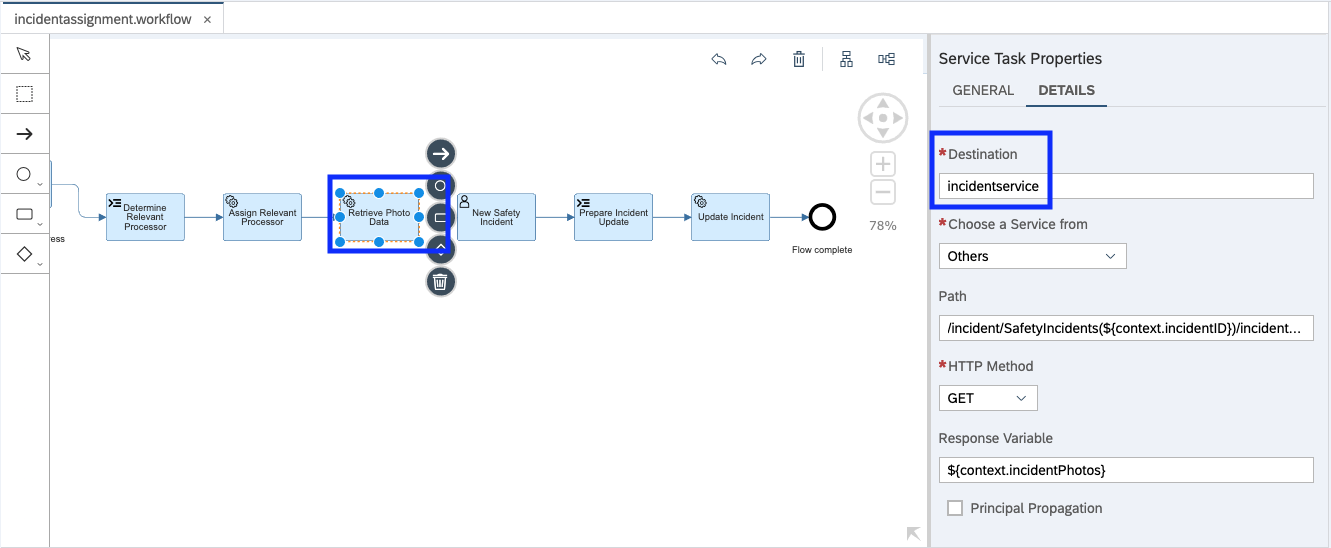 incidentassignment.workflow ×
Service Task Properties
GENERAL DETAILS
*Destination
incidentservice
*Choose a Service from
Others
Path
/incident/SafetyIncidents(${context.incidentID})/incident...
*HTTP Method
GET
Response Variable
${context.incidentPhotos}
Principal Propagation
78%
ress
Determine
Relevant
Processor
Assign Relevant
Processor
Retrieve Photo
Data
New Safety
Incident
Prepare Incident
Update
Update Incident
Flow complete